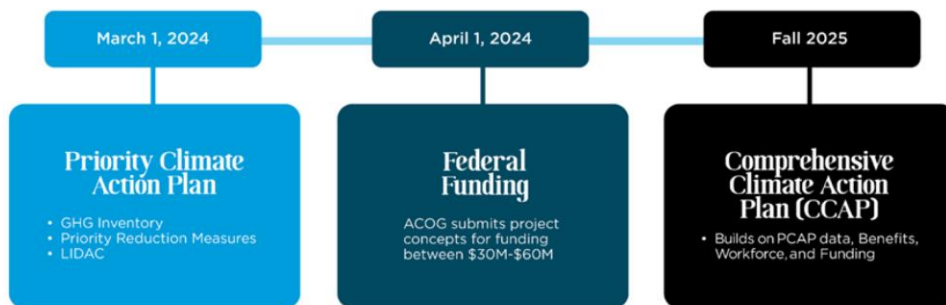 March 1, 2024
April 1, 2024
Fall 2025
Priority Climate
Action Plan
• GHG Inventory
• Priority Reduction Measures
• LIDAC
Federal
Funding
ACOG submits project
concepts for funding
between $30M-$60M
Comprehensive
Climate Action
Plan (CCAP)
• Builds on PCAP data, Benefits,
Workforce, and Funding